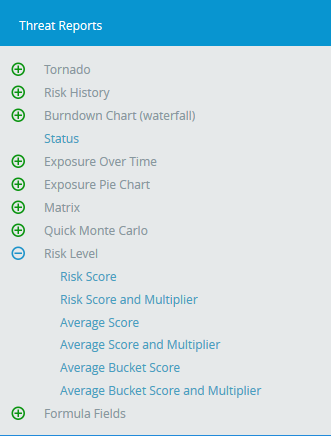 Threat Reports
Tornado
Risk History
Burndown Chart (waterfall)
Status
Exposure Over Time
Exposure Pie Chart
Matrix
Quick Monte Carlo
Risk Level
Risk Score
Risk Score and Multiplier
Average Score
Average Score and Multiplier
Average Bucket Score
Average Bucket Score and Multiplier
Formula Fields